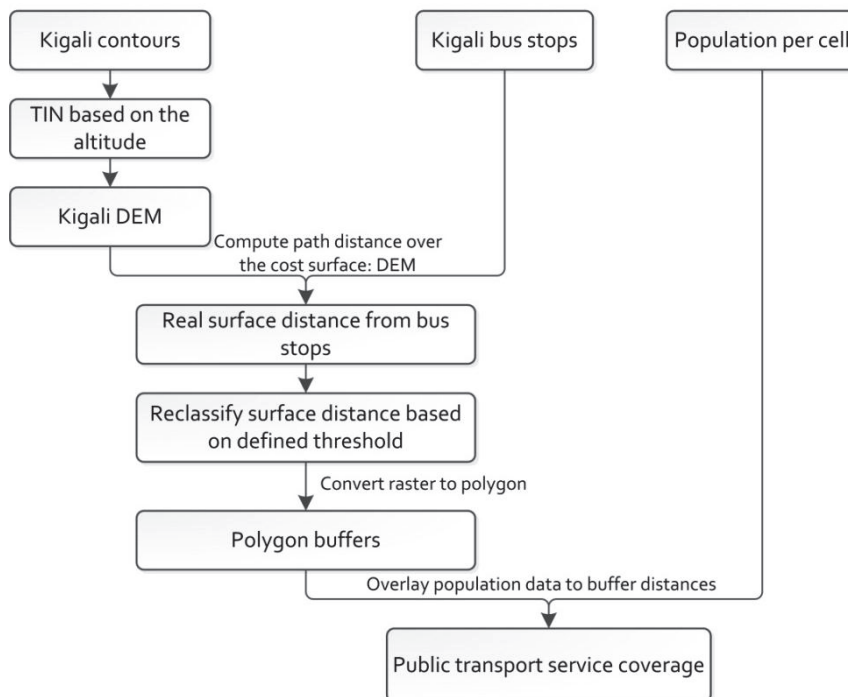 Kigali contours
Kigali bus stops
Population per cell
TIN based on the
altitude
Kigali DEM
Compute path distance over
the cost surface: DEM
Real surface distance from bus
stops
Reclassify surface distance based
on defined threshold
Convert raster to polygon
Polygon buffers
Overlay population data to buffer distances
Public transport service coverage